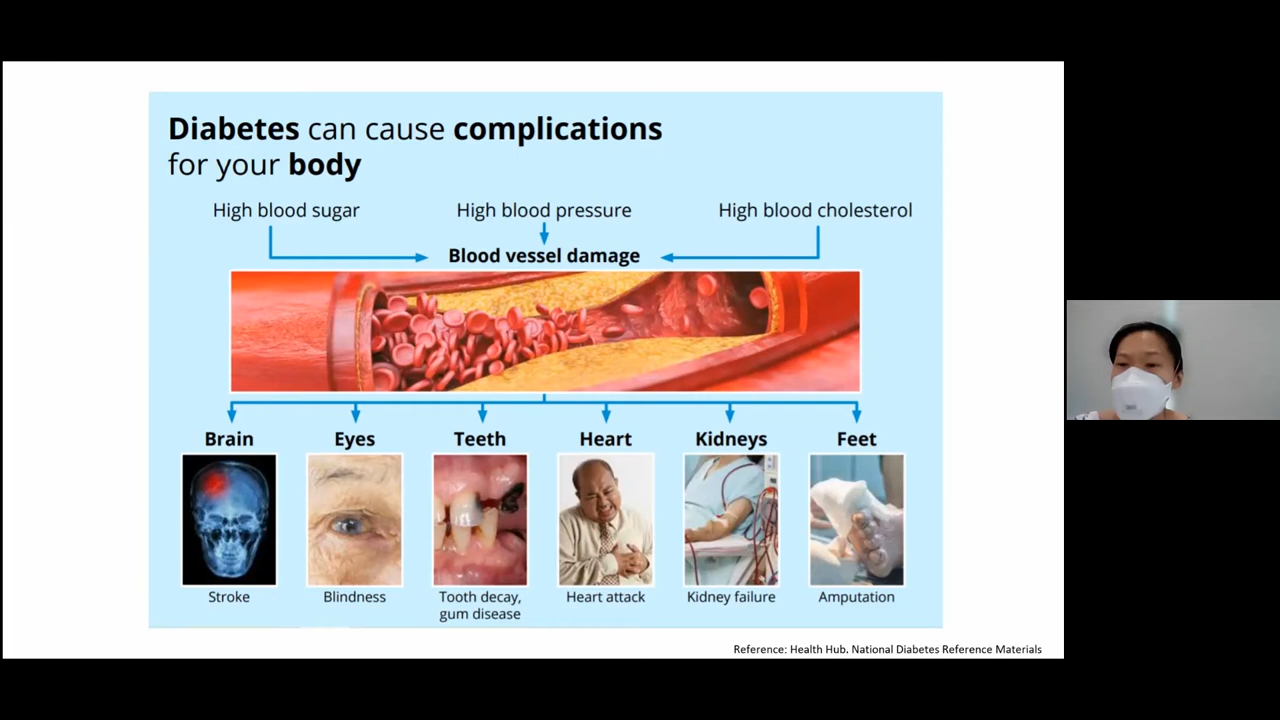 Diabetes can cause complications
for your body
High blood sugar
High blood pressure
High blood cholesterol
Blood vessel damage
Brain
Eyes
Teeth
Heart
Kidneys
Feet
Stroke
Blindness
Tooth decay,
gum disease
Heart attack
Kidney failure
Amputation
Reference: Health Hub. National Diabetes Reference Materials